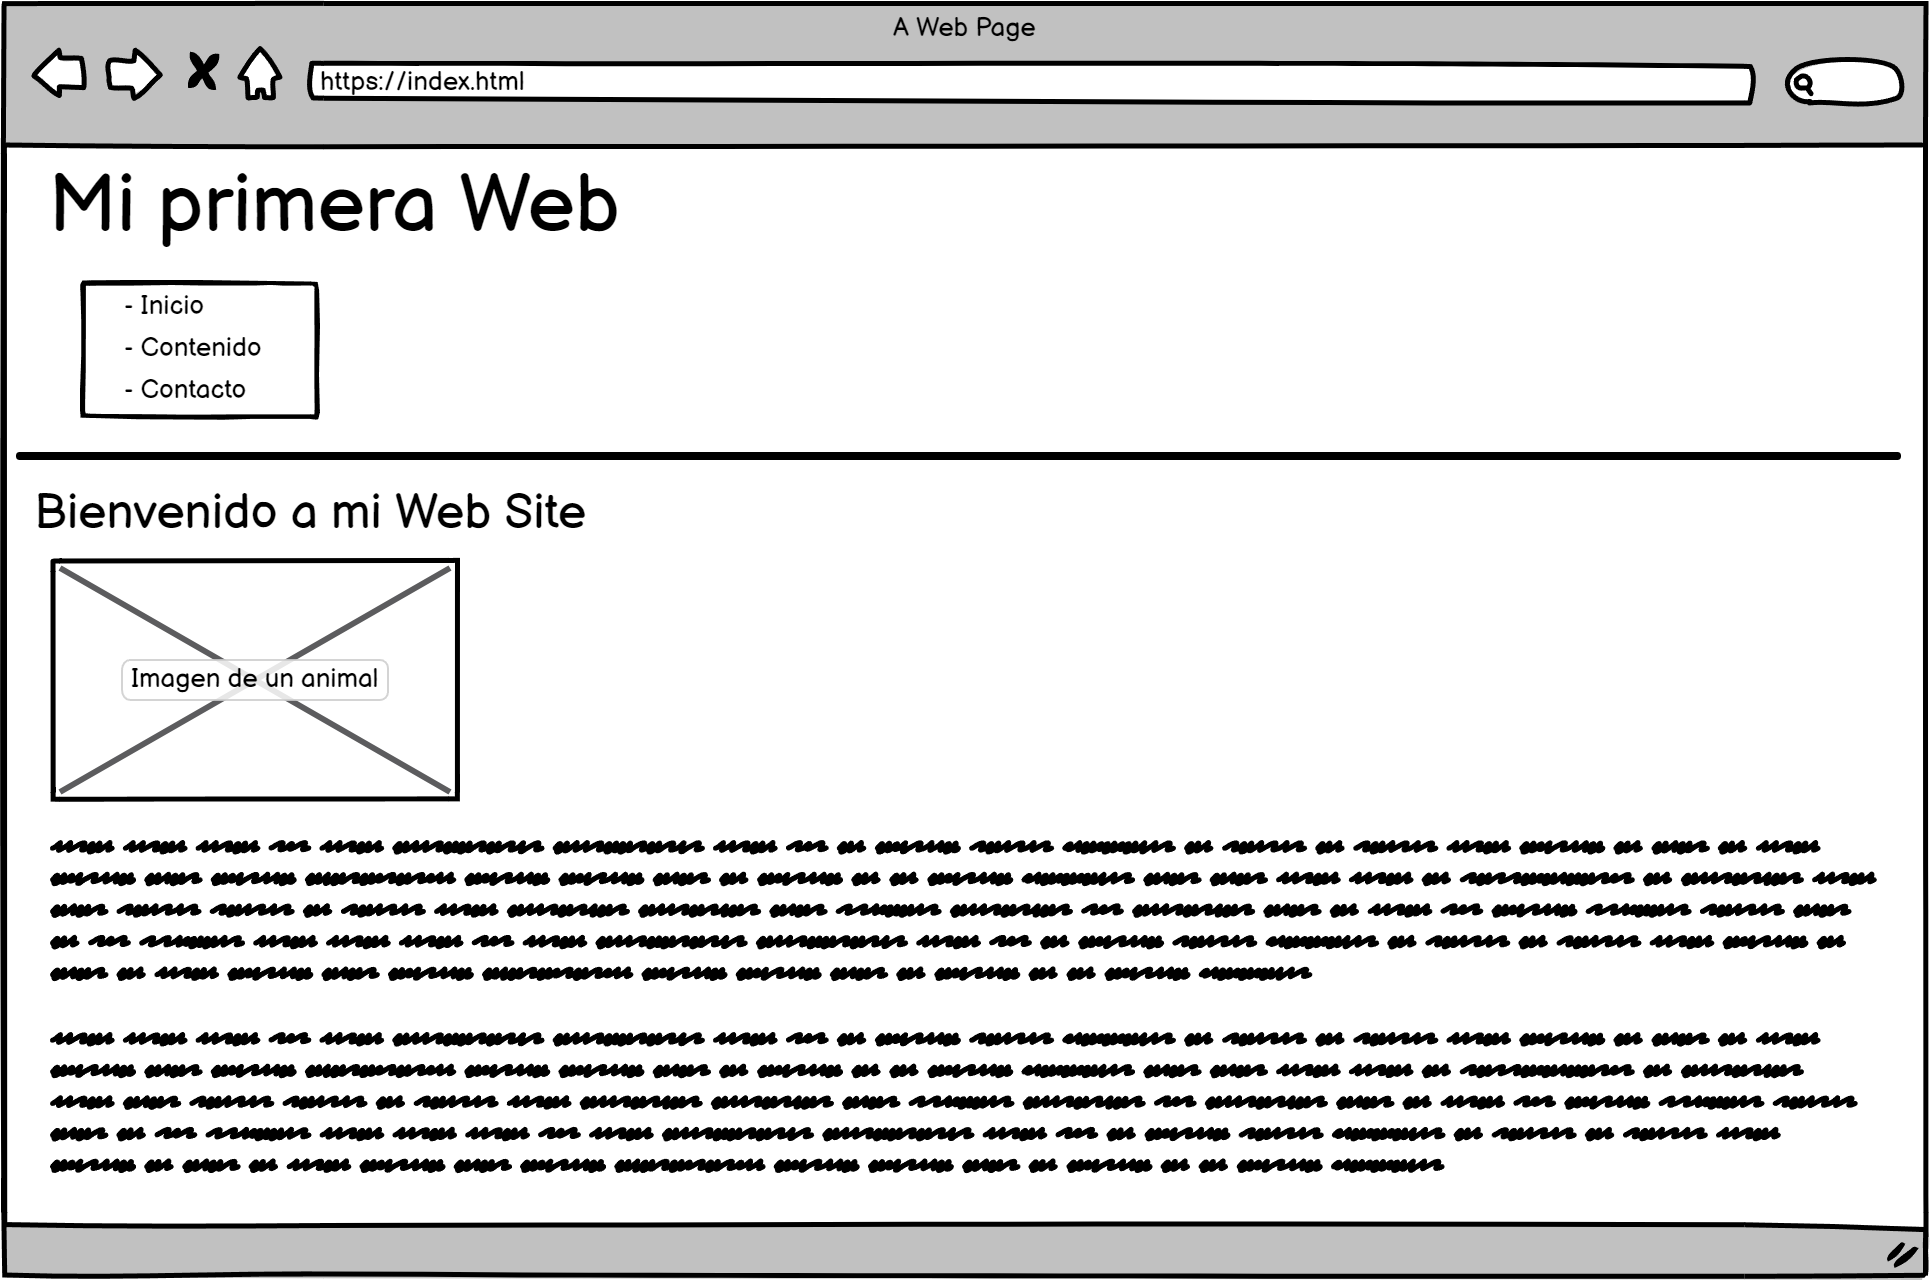 A Web Page
https://index.html
Mi primera Web
- Inicio
- Contenido
- Contacto
Bienvenido a mi Web Site
Imagen de un animal